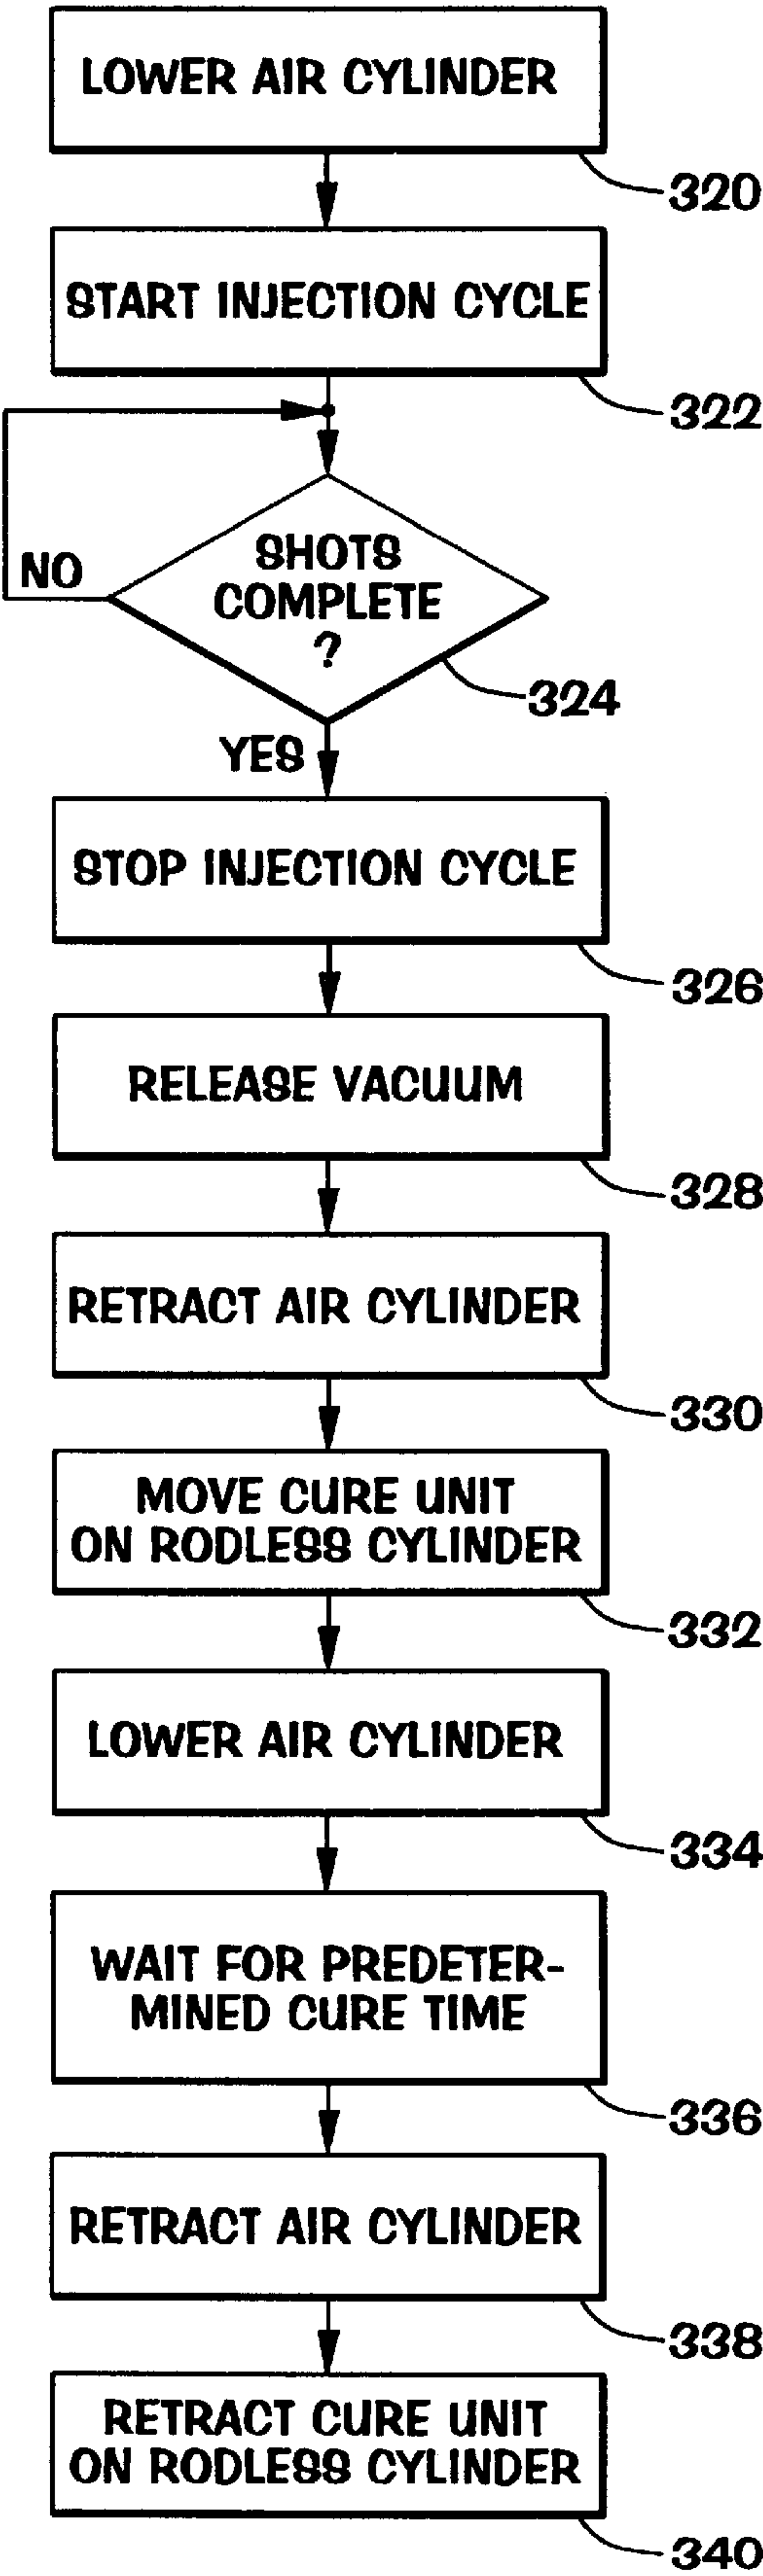 LOWER AIR CYLINDER
320
START INJECTION CYCLE
322
SHOTS
COMPLETE
?
NO
324
YES
STOP INJECTION CYCLE
326
RELEASE VACUUM
328
RETRACT AIR CYLINDER
330
MOVE CURE UNIT
ON RODLESS CYLINDER
332
LOWER AIR CYLINDER
334
WAIT FOR PREDETER-
MINED CURE TIME
336
RETRACT AIR CYLINDER
338
RETRACT CURE UNIT
ON RODLESS CYLINDER
340